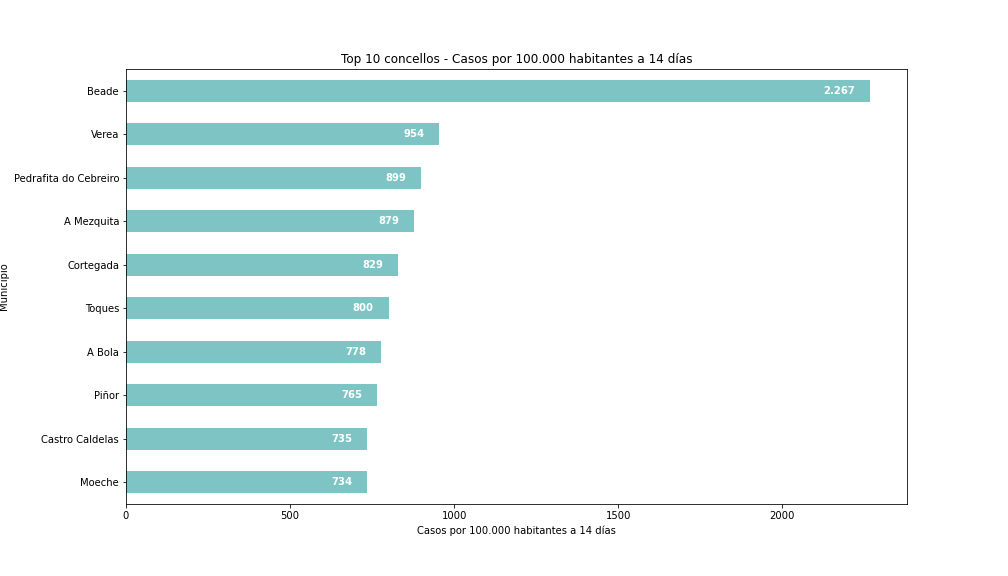 Top 10 concellos - Casos por 100.000 habitantes a 14 días
Municipio
Beade 2.267
Verea 954
Pedrafita do Cebreiro 899
A Mezquita 879
Cortegada 829
Toques 800
A Bola 778
Piñor 765
Castro Caldelas 735
Moeche 734
0 500 1000 1500 2000
Casos por 100.000 habitantes a 14 días